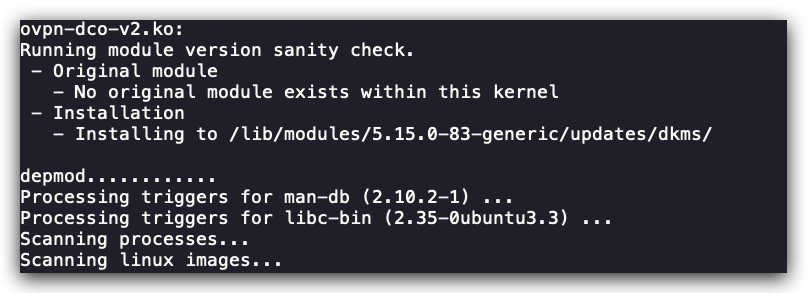 ovpn-dco-v2.ko:
Running module version sanity check.
 - Original module
   - No original module exists within this kernel
 - Installation
   - Installing to /lib/modules/5.15.0-83-generic/updates/dkms/

depmod............
Processing triggers for man-db (2.10.2-1) ...
Processing triggers for libc-bin (2.35-0ubuntu3.3) ...
Scanning processes...
Scanning linux images...